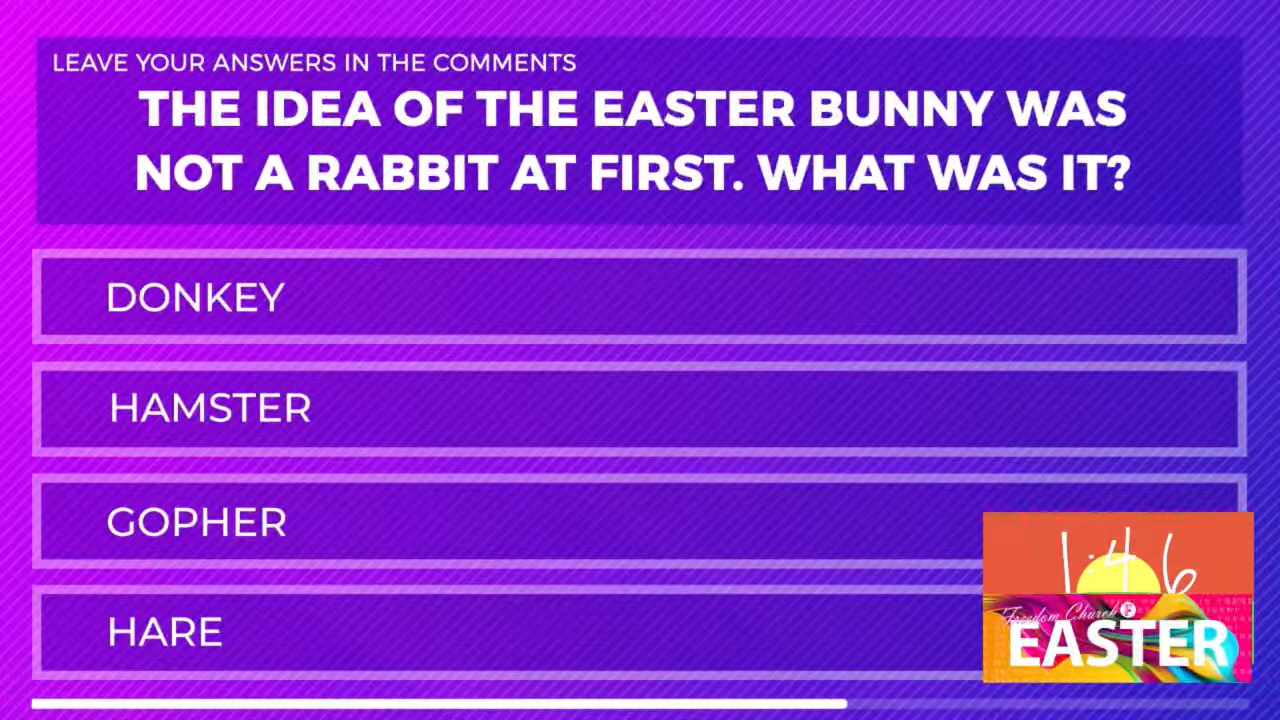 LEAVE YOUR ANSWERS IN THE COMMENTS
THE IDEA OF THE EASTER BUNNY WAS
NOT A RABBIT AT FIRST. WHAT WAS IT?
DONKEY
HAMSTER
GOPHER
HARE
1:46
Freedom Church
EASTER